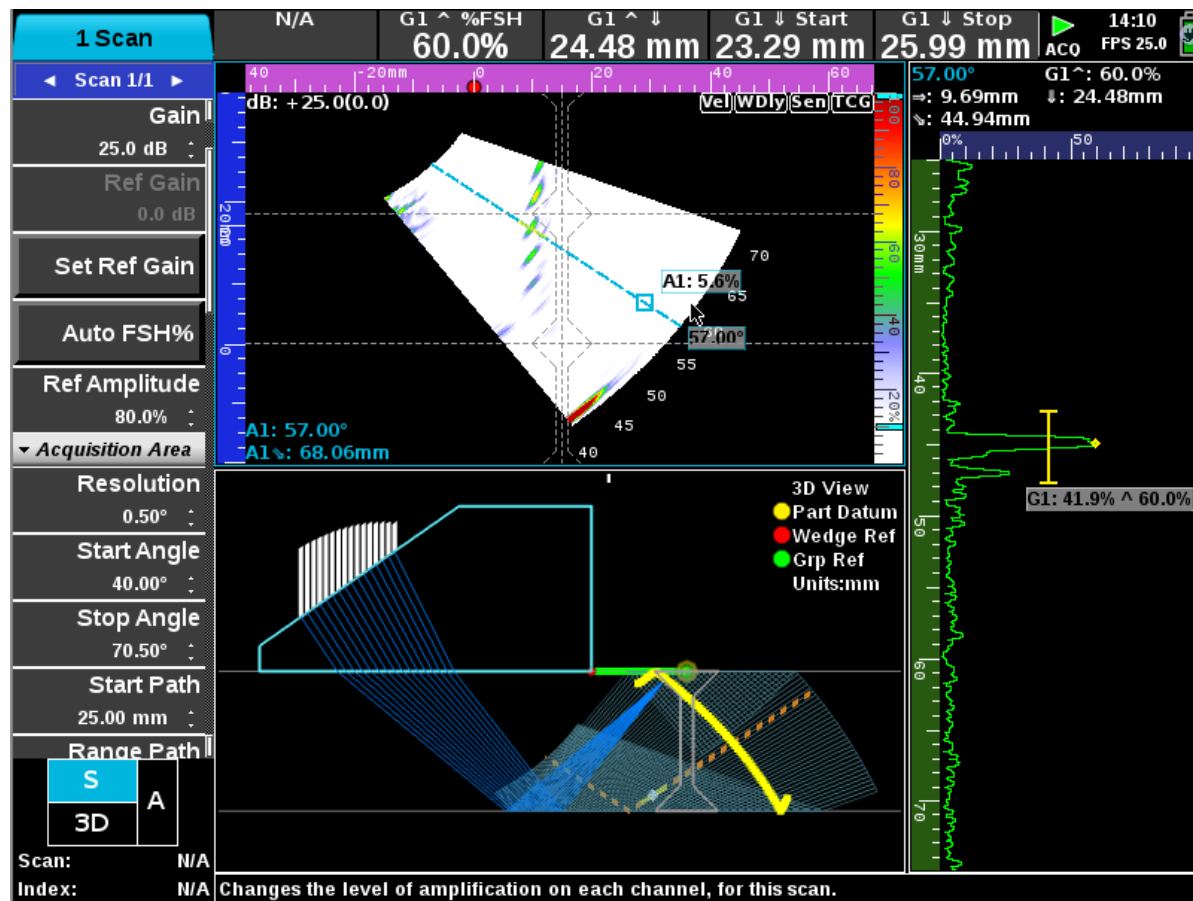 1 Scan
N/A
G1 ^ %FSH
60.0%
G1 ^ ⇓
24.48 mm
G1 ⇓ Start
23.29 mm
G1 ⇓ Stop
25.99 mm
ACQ
14:10
FPS 25.0
◄ Scan 1/1 ►
Gain
25.0 dB
Ref Gain
0.0 dB
Set Ref Gain
Auto FSH%
Ref Amplitude
80.0%
▾ Acquisition Area
Resolution
0.50°
Start Angle
40.00°
Stop Angle
70.50°
Start Path
25.00 mm
Range Path
S
A
3D
Scan: N/A
Index: N/A
40 -20mm 0 20 40 60
dB: +25.0(0.0)
Vel WDly Sen TCG
20
0
70
A1: 5.6%
65
57.00°
55
50
45
40
A1: 57.00°
A1⇘: 68.06mm
100
80
60
40
20%
57.00°
G1^: 60.0%
⇒: 9.69mm
⇓: 24.48mm
⇘: 44.94mm
0% 50
30mm
40
G1: 41.9% ^ 60.0%
50
60
70
3D View
Part Datum
Wedge Ref
Grp Ref
Units:mm
Changes the level of amplification on each channel, for this scan.